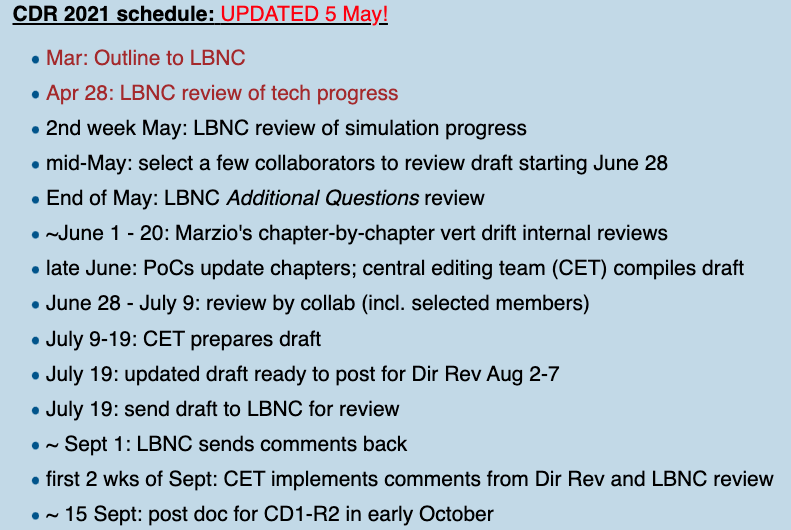 CDR 2021 schedule: UPDATED 5 May!
• Mar: Outline to LBNC
• Apr 28: LBNC review of tech progress
• 2nd week May: LBNC review of simulation progress
• mid-May: select a few collaborators to review draft starting June 28
• End of May: LBNC Additional Questions review
• ~June 1 - 20: Marzio's chapter-by-chapter vert drift internal reviews
• late June: PoCs update chapters; central editing team (CET) compiles draft
• June 28 - July 9: review by collab (incl. selected members)
• July 9-19: CET prepares draft
• July 19: updated draft ready to post for Dir Rev Aug 2-7
• July 19: send draft to LBNC for review
• ~ Sept 1: LBNC sends comments back
• first 2 wks of Sept: CET implements comments from Dir Rev and LBNC review
• ~ 15 Sept: post doc for CD1-R2 in early October